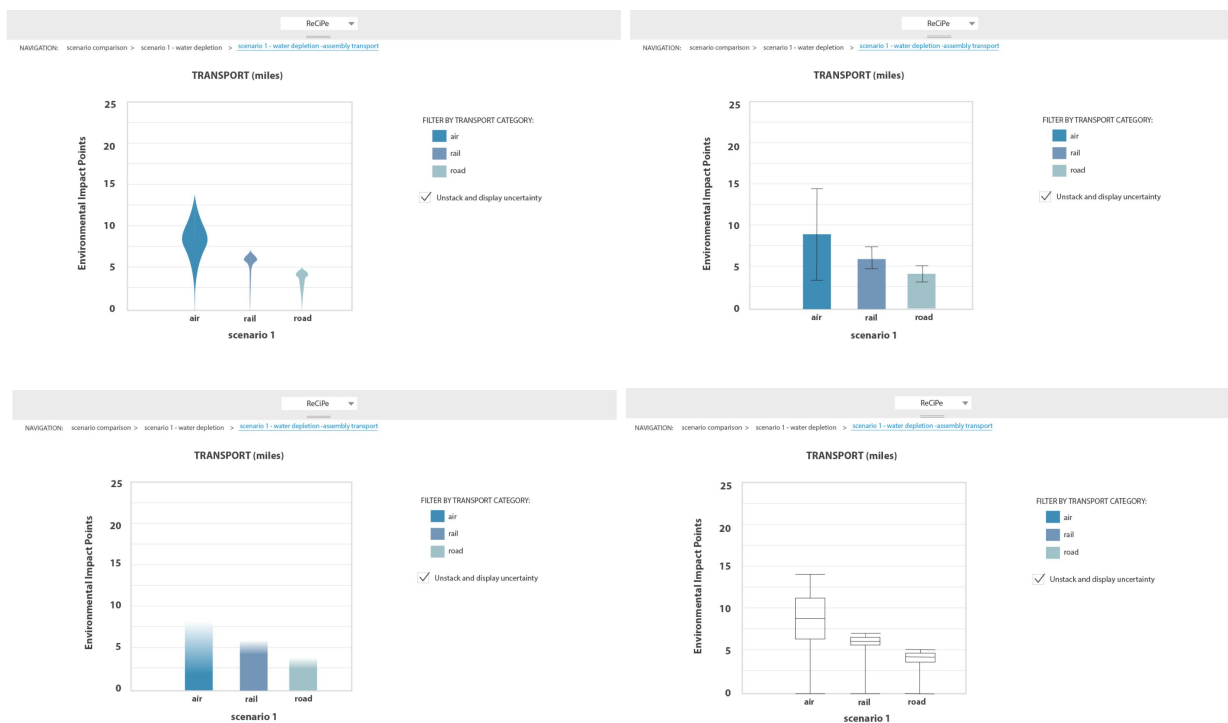 ReCiPe
NAVIGATION: scenario comparison > scenario 1 - water depletion > scenario 1 - water depletion -assembly transport
TRANSPORT (miles)
Environmental Impact Points
25
20
15
10
5
0
air rail road
scenario 1
FILTER BY TRANSPORT CATEGORY:
air
rail
road
Unstack and display uncertainty
ReCiPe
NAVIGATION: scenario comparison > scenario 1 - water depletion > scenario 1 - water depletion -assembly transport
TRANSPORT (miles)
Environmental Impact Points
25
20
15
10
5
0
air rail road
scenario 1
FILTER BY TRANSPORT CATEGORY:
air
rail
road
Unstack and display uncertainty
ReCiPe
NAVIGATION: scenario comparison > scenario 1 - water depletion > scenario 1 - water depletion -assembly transport
TRANSPORT (miles)
Environmental Impact Points
25
20
15
10
5
0
air rail road
scenario 1
FILTER BY TRANSPORT CATEGORY:
air
rail
road
Unstack and display uncertainty
ReCiPe
NAVIGATION: scenario comparison > scenario 1 - water depletion > scenario 1 - water depletion -assembly transport
TRANSPORT (miles)
Environmental Impact Points
25
20
15
10
5
0
air rail road
scenario 1
FILTER BY TRANSPORT CATEGORY:
air
rail
road
Unstack and display uncertainty